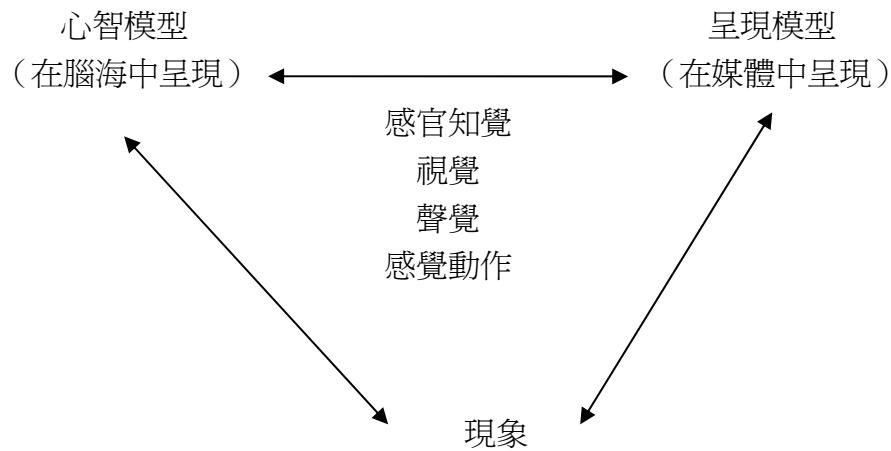 心智模型
（在腦海中呈現）
呈現模型
（在媒體中呈現）
感官知覺
視覺
聲覺
感覺動作
現象